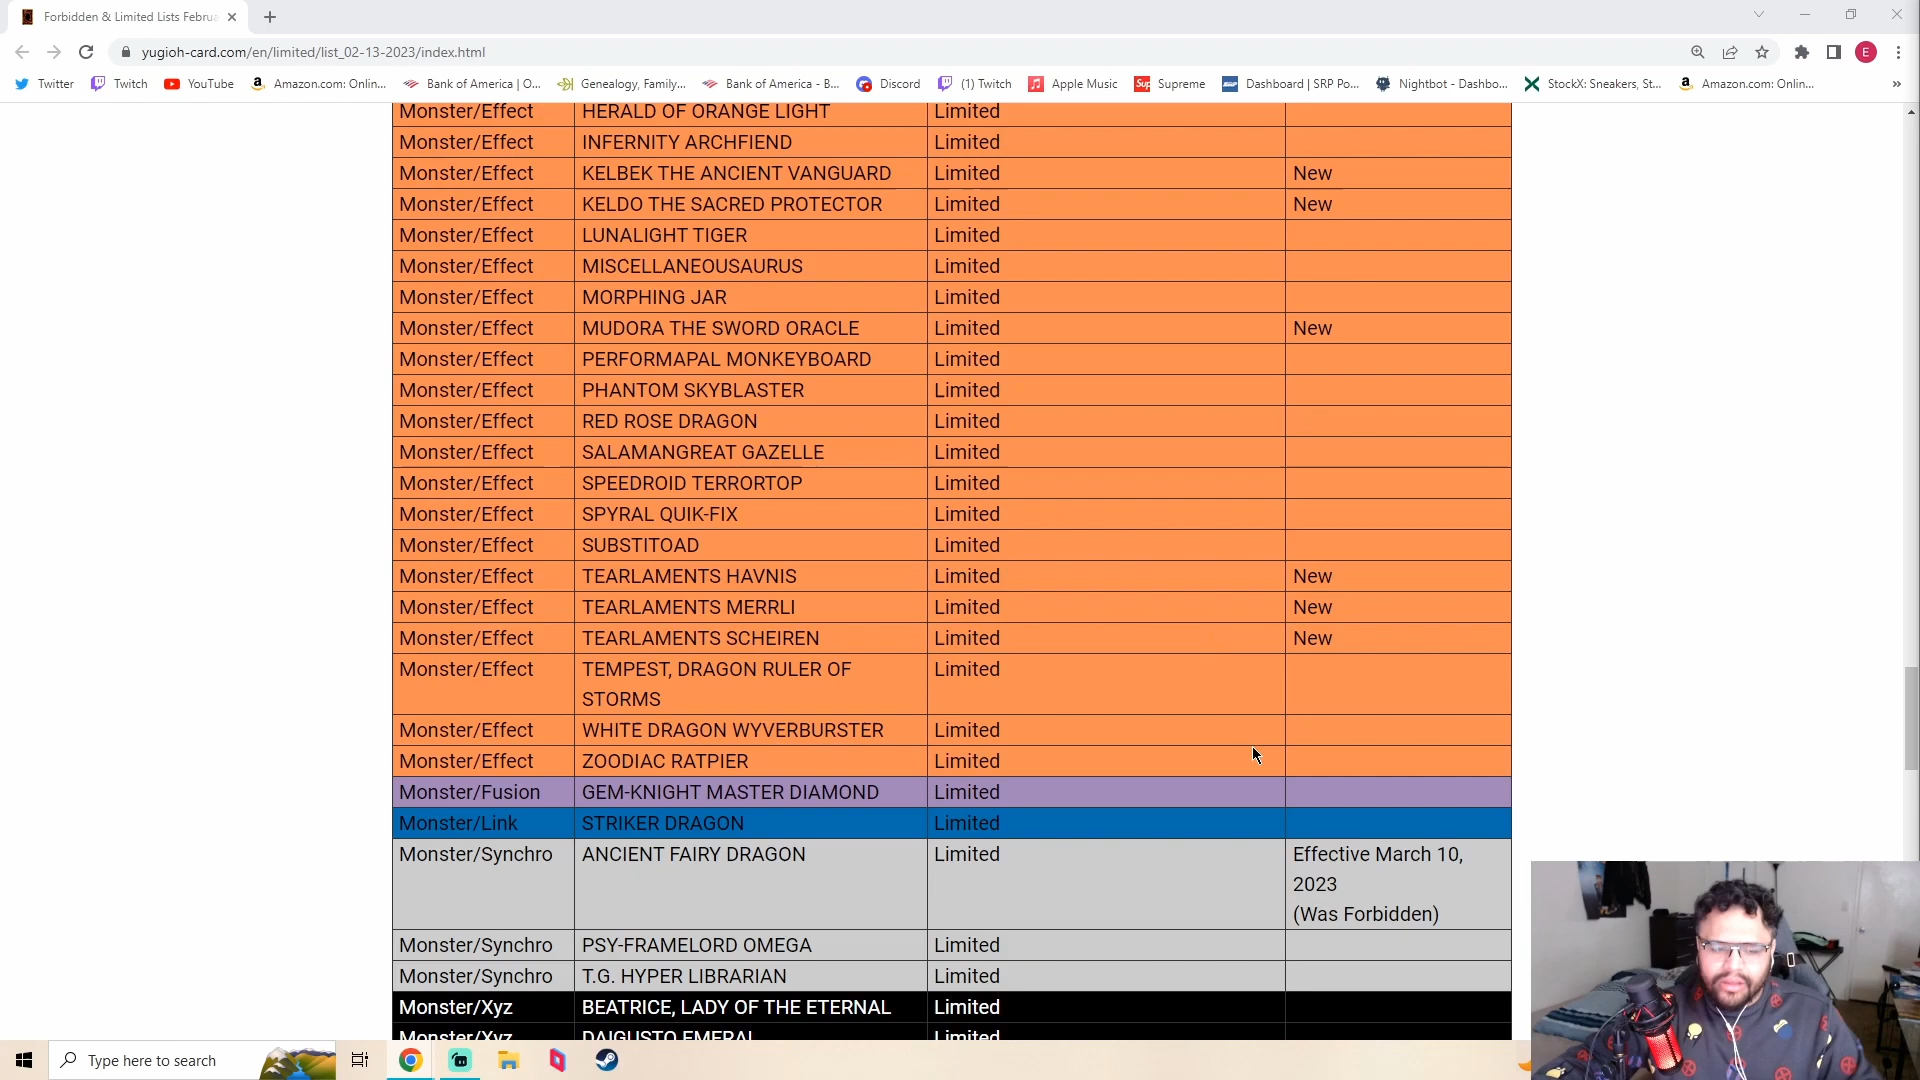 Forbidden & Limited Lists Februa
yugioh-card.com/en/limited/list_02-13-2023/index.html
E
Twitter Twitch YouTube Amazon.com: Onlin... Bank of America | O... Genealogy, Family,... Bank of America - B... Discord (1) Twitch Apple Music Supreme Dashboard | SRP Po... Nightbot - Dashbo... StockX: Sneakers, St... Amazon.com: Onlin... »
Monster/Effect HERALD OF ORANGE LIGHT Limited
Monster/Effect INFERNITY ARCHFIEND Limited
Monster/Effect KELBEK THE ANCIENT VANGUARD Limited New
Monster/Effect KELDO THE SACRED PROTECTOR Limited New
Monster/Effect LUNALIGHT TIGER Limited
Monster/Effect MISCELLANEOUSAURUS Limited
Monster/Effect MORPHING JAR Limited
Monster/Effect MUDORA THE SWORD ORACLE Limited New
Monster/Effect PERFORMAPAL MONKEYBOARD Limited
Monster/Effect PHANTOM SKYBLASTER Limited
Monster/Effect RED ROSE DRAGON Limited
Monster/Effect SALAMANGREAT GAZELLE Limited
Monster/Effect SPEEDROID TERRORTOP Limited
Monster/Effect SPYRAL QUIK-FIX Limited
Monster/Effect SUBSTITOAD Limited
Monster/Effect TEARLAMENTS HAVNIS Limited New
Monster/Effect TEARLAMENTS MERRLI Limited New
Monster/Effect TEARLAMENTS SCHEIREN Limited New
Monster/Effect TEMPEST, DRAGON RULER OF Limited
STORMS
Monster/Effect WHITE DRAGON WYVERBURSTER Limited
Monster/Effect ZOODIAC RATPIER Limited
Monster/Fusion GEM-KNIGHT MASTER DIAMOND Limited
Monster/Link STRIKER DRAGON Limited
Monster/Synchro ANCIENT FAIRY DRAGON Limited Effective March 10,
2023
(Was Forbidden)
Monster/Synchro PSY-FRAMELORD OMEGA Limited
Monster/Synchro T.G. HYPER LIBRARIAN Limited
Monster/Xyz BEATRICE, LADY OF THE ETERNAL Limited
Monster/Xyz DAIGUSTO EMERAL Limited
Type here to search